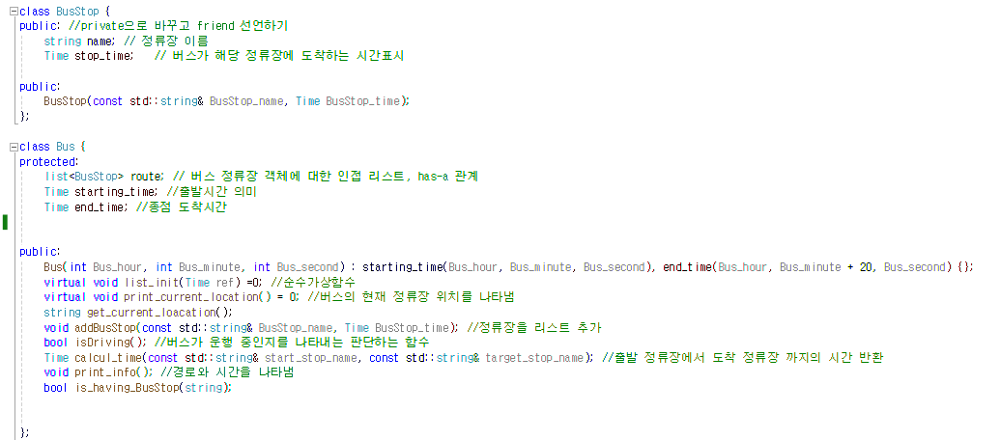 class BusStop {
public: //private으로 바꾸고 friend 선언하기
string name; // 정류장 이름
Time stop_time; // 버스가 해당 정류장에 도착하는 시간표시
public:
BusStop(const std::string& BusStop_name, Time BusStop_time);
};
class Bus {
protected:
list<BusStop> route; // 버스 정류장 객체에 대한 인접 리스트, has-a 관계
Time starting_time; //출발시간 의미
Time end_time; //종점 도착시간
public:
Bus(int Bus_hour, int Bus_minute, int Bus_second) : starting_time(Bus_hour, Bus_minute, Bus_second), end_time(Bus_hour, Bus_minute + 20, Bus_second) {};
virtual void list_init(Time ref) =0; //순수가상함수
virtual void print_current_location() = 0; //버스의 현재 정류장 위치를 나타냄
string get_current_loacation();
void addBusStop(const std::string& BusStop_name, Time BusStop_time); //정류장을 리스트 추가
bool isDriving(); //버스가 운행 중인지를 나타내는 판단하는 함수
Time calcul_time(const std::string& start_stop_name, const std::string& target_stop_name); //출발 정류장에서 도착 정류장 까지의 시간 반환
void print_info(); //경로와 시간을 나타냄
bool is_having_BusStop(string);
};